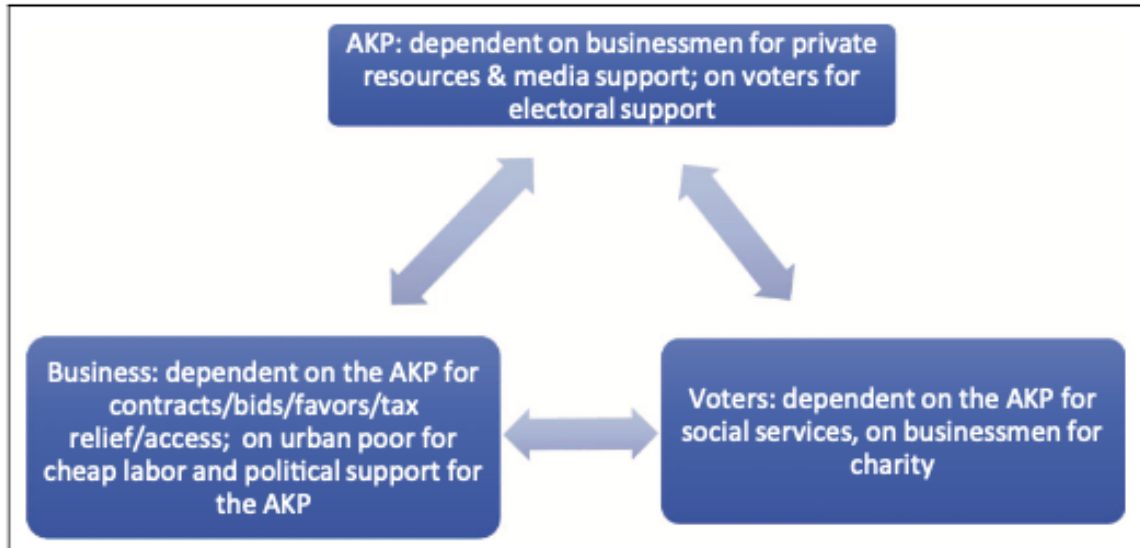 AKP: dependent on businessmen for private
resources & media support; on voters for
electoral support
Business: dependent on the AKP for
contracts/bids/favors/tax
relief/access;  on urban poor for
cheap labor and political support for
the AKP
Voters: dependent on the AKP for
social services, on businessmen for
charity